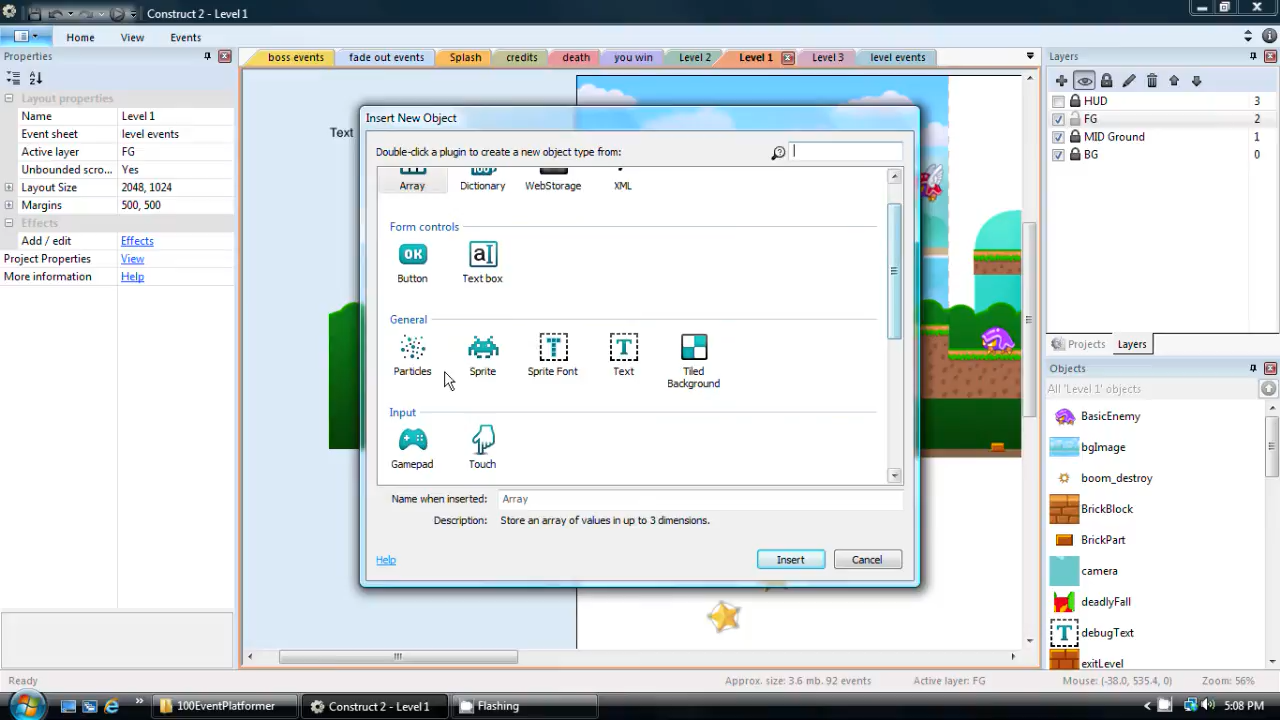 Construct 2 - Level 1
Home View Events
Properties
Layout properties
Name Level 1
Event sheet level events
Active layer FG
Unbounded scro... Yes
Layout Size 2048, 1024
Margins 500, 500
Effects
Add / edit Effects
Project Properties View
More information Help
boss events fade out events Splash credits death you win Level 2 Level 1 Level 3 level events
Text
Insert New Object
Double-click a plugin to create a new object type from:
Array Dictionary WebStorage XML
Form controls
OK aI
Button Text box
General
T T
Particles Sprite Sprite Font Text Tiled Background
Input
Gamepad Touch
Name when inserted: Array
Description: Store an array of values in up to 3 dimensions.
Help Insert Cancel
Layers
HUD 3
FG 2
MID Ground 1
BG 0
Projects Layers
Objects
All 'Level 1' objects
BasicEnemy
bgImage
boom_destroy
BrickBlock
BrickPart
camera
deadlyFall
T debugText
exitLevel
Ready Approx. size: 3.6 mb. 92 events Active layer: FG Mouse: (-38.0, 535.4, 0) Zoom: 56%
100EventPlatformer Construct 2 - Level 1 Flashing 5:08 PM